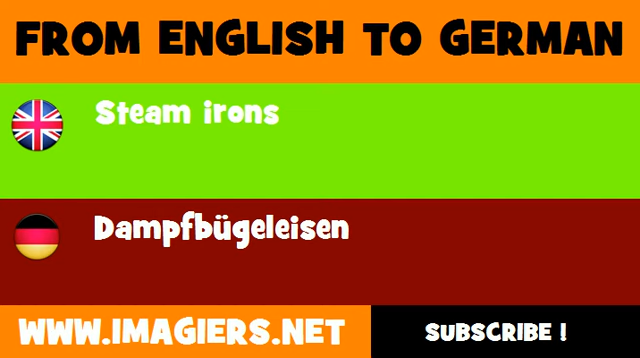 FROM ENGLISH TO GERMAN
Steam irons
Dampfbügeleisen
WWW.IMAGIERS.NET
SUBSCRIBE !